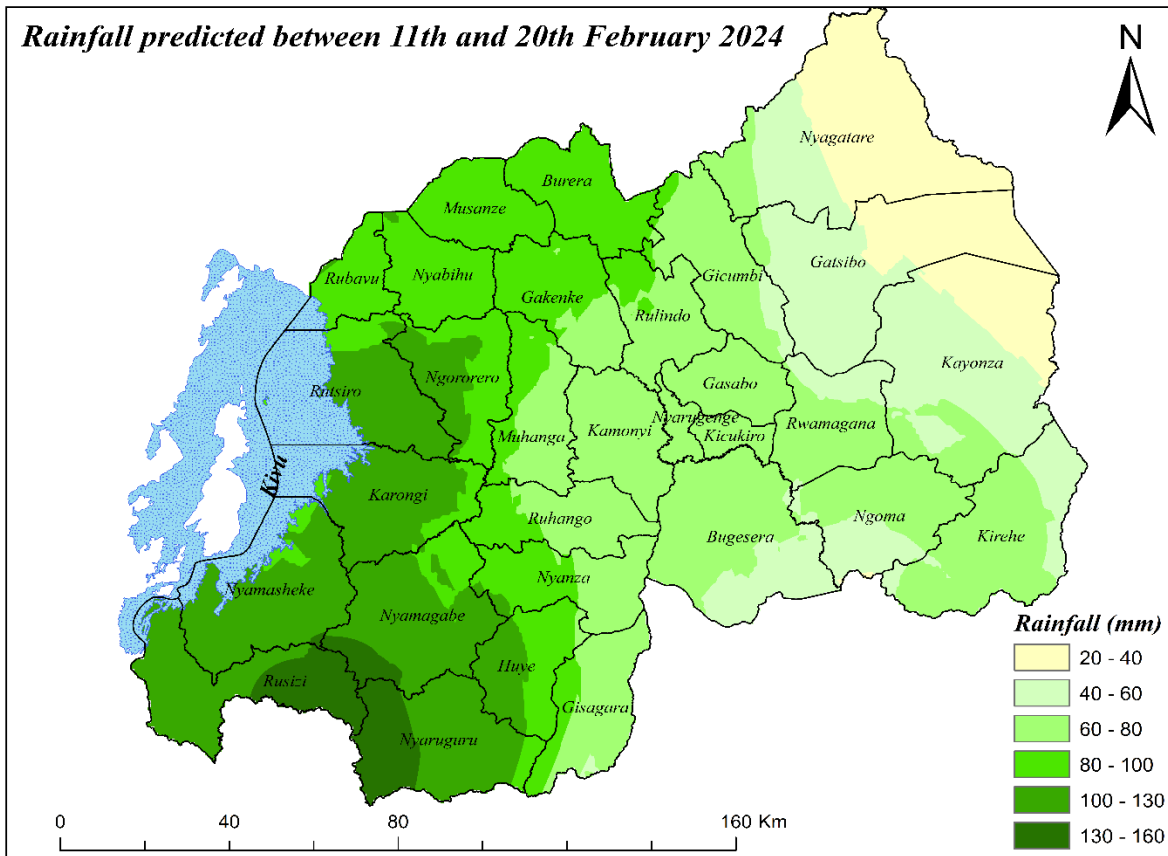 Rainfall predicted between 11th and 20th February 2024
N
Nyagatare
Burera
Musanze
Rubavu
Nyabihu
Gakenke
Gicumbi
Gatsibo
Rulindo
Kayonza
Rutsiro
Ngororero
Gasabo
Nyarugenge
Kicukiro
Rwamagana
Muhanga
Kamonyi
Kivu
Karongi
Ruhango
Bugesera
Ngoma
Kirehe
Nyamasheke
Nyanza
Nyamagabe
Huye
Rusizi
Gisagara
Nyaruguru
Rainfall (mm)
20 - 40
40 - 60
60 - 80
80 - 100
100 - 130
130 - 160
0 40 80 160 Km